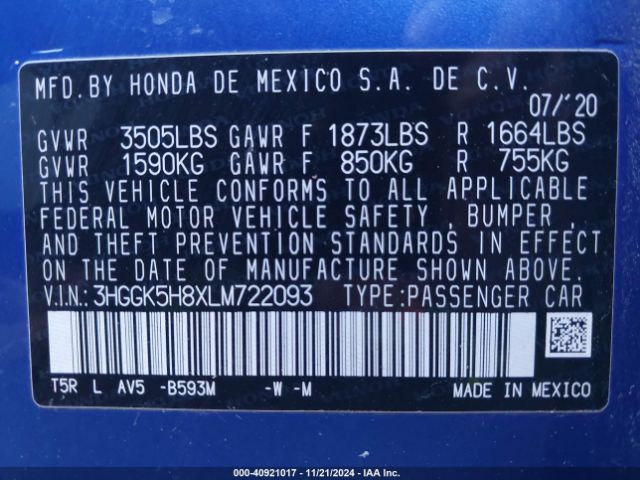 MFD. BY HONDA DE MEXICO S.A. DE C.V.
07/'20
GVWR 3505LBS GAWR F 1873LBS R 1664LBS
GVWR 1590KG GAWR F 850KG R 755KG
THIS VEHICLE CONFORMS TO ALL APPLICABLE
FEDERAL MOTOR VEHICLE SAFETY , BUMPER ,
AND THEFT PREVENTION STANDARDS IN EFFECT
ON THE DATE OF MANUFACTURE SHOWN ABOVE.
V.I.N.: 3HGGK5H8XLM722093 TYPE: PASSENGER CAR
T5R L AV5 -B593M -W -M MADE IN MEXICO
000-40921017 - 11/21/2024 - IAA Inc.